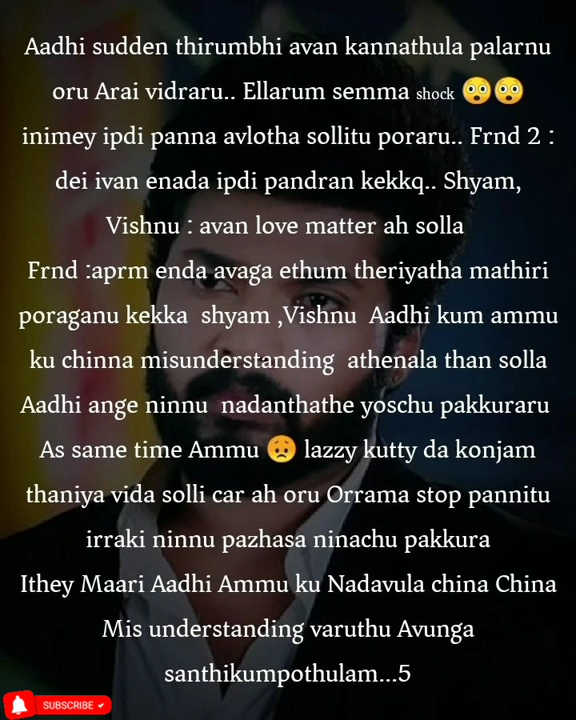 Aadhi sudden thirumbhi avan kannathula palarnu
oru Arai vidraru.. Ellarum semma shock 😳😳
inimey ipdi panna avlotha sollitu poraru.. Frnd 2 :
dei ivan enada ipdi pandran kekkq.. Shyam,
Vishnu : avan love matter ah solla
Frnd :aprm enda avaga ethum theriyatha mathiri
poraganu kekka shyam ,Vishnu Aadhi kum ammu
ku chinna misunderstanding athenala than solla
Aadhi ange ninnu nadanthathe yoschu pakkuraru
As same time Ammu 😞 lazzy kutty da konjam
thaniya vida solli car ah oru Orrama stop pannitu
irraki ninnu pazhasa ninachu pakkura
Ithey Maari Aadhi Ammu ku Nadavula china China
Mis understanding varuthu Avunga
santhikumpothulam...5
SUBSCRIBE ✔